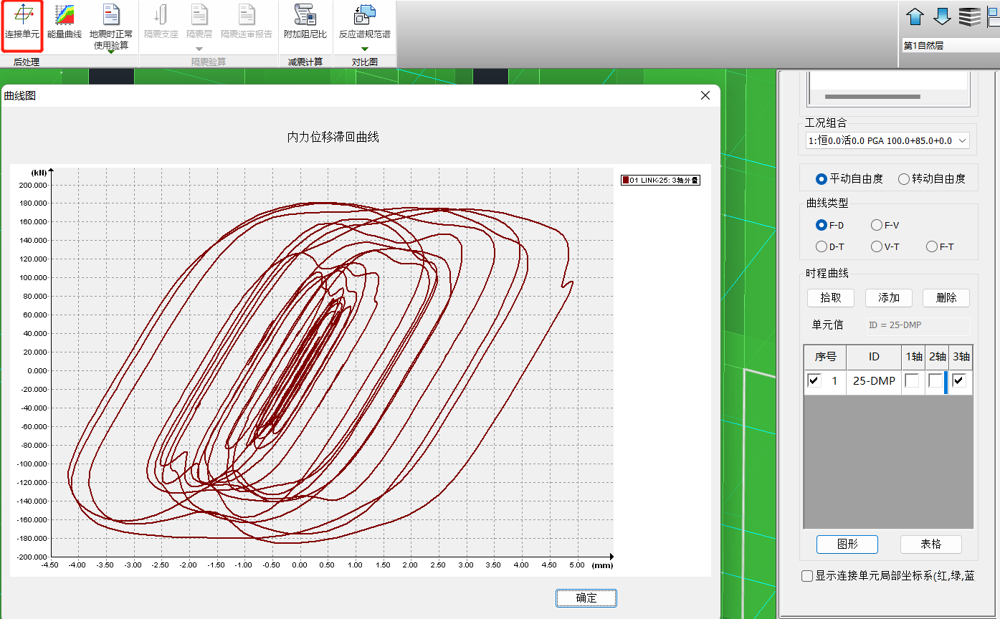 连接单元 能量曲线 地震时正常使用验算 隔震支座 隔震层 隔震送审报告 附加阻尼比 反应谱规范谱
后处理 隔震验算 减震计算 对比图
第1自然层
曲线图
内力位移滞回曲线
(kN)
01 LINK-25: 3轴分量
200.000
180.000
160.000
140.000
120.000
100.000
80.000
60.000
40.000
20.000
0.000
-20.000
-40.000
-60.000
-80.000
-100.000
-120.000
-140.000
-160.000
-180.000
-200.000
-4.50 -4.00 -3.50 -3.00 -2.50 -2.00 -1.50 -1.00 -0.50 0.00 0.50 1.00 1.50 2.00 2.50 3.00 3.50 4.00 4.50 5.00 (mm)
确定
工况组合
1:恒0.0活0.0 PGA 100.0+85.0+0.0
平动自由度 转动自由度
曲线类型
F-D F-V
D-T V-T F-T
时程曲线
拾取 添加 删除
单元信 ID = 25-DMP
序号 ID 1轴 2轴 3轴
1 25-DMP
图形 表格
显示连接单元局部坐标系(红,绿,蓝